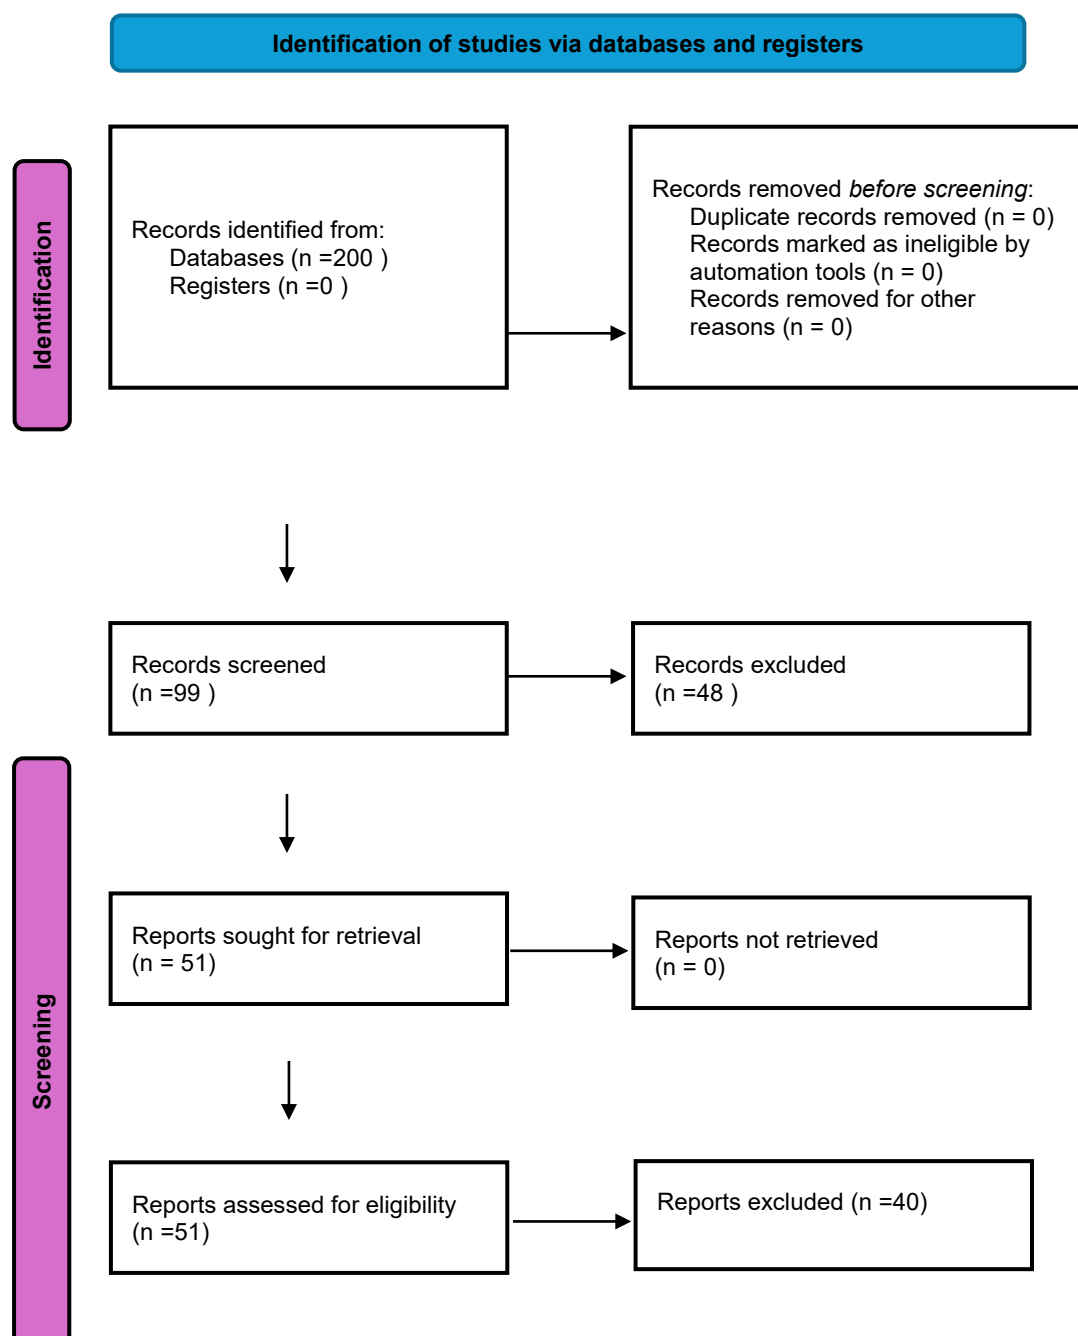 Identification of studies via databases and registers
Identification
Records identified from:
Databases (n =200 )
Registers (n =0 )
Records removed before screening:
Duplicate records removed (n = 0)
Records marked as ineligible by
automation tools (n = 0)
Records removed for other
reasons (n = 0)
Records screened
(n =99 )
Records excluded
(n =48 )
Screening
Reports sought for retrieval
(n = 51)
Reports not retrieved
(n = 0)
Reports assessed for eligibility
(n =51)
Reports excluded (n =40)